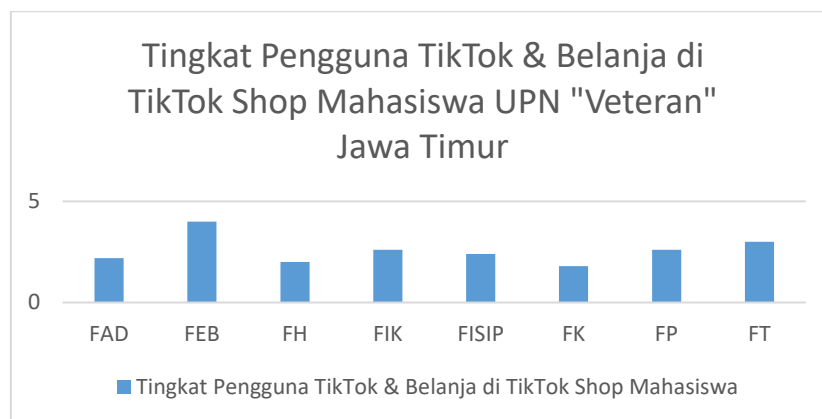 Tingkat Pengguna TikTok & Belanja di
TikTok Shop Mahasiswa UPN "Veteran"
Jawa Timur
5
0
FAD FEB FH FIK FISIP FK FP FT
Tingkat Pengguna TikTok & Belanja di TikTok Shop Mahasiswa